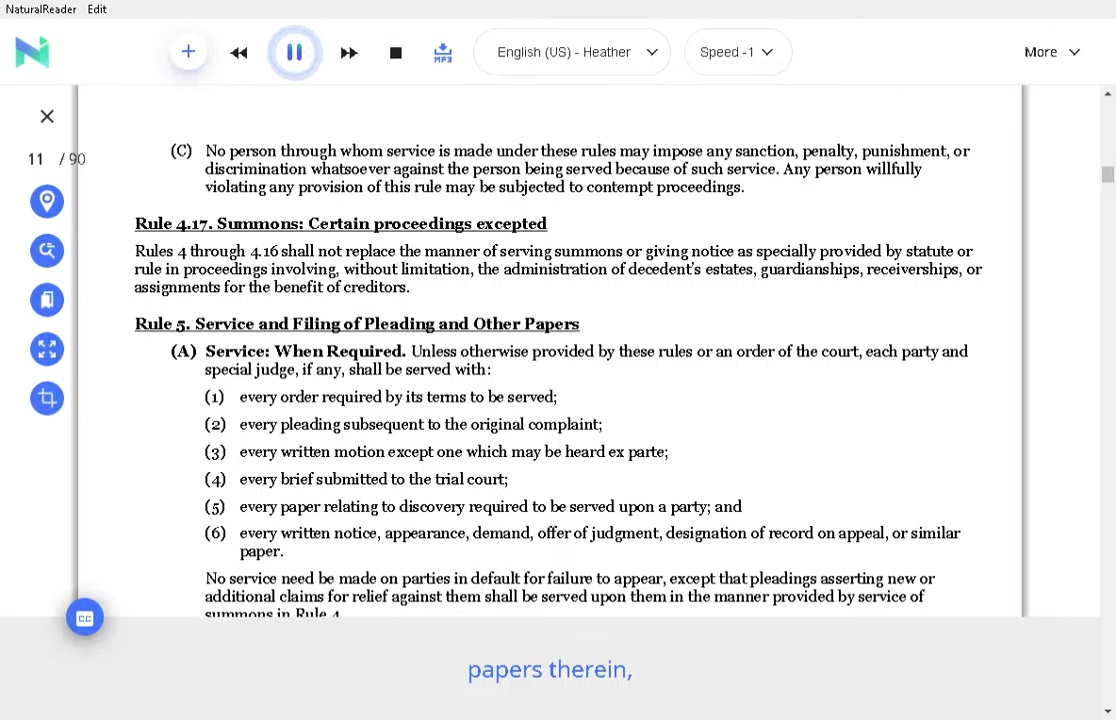 NaturalReader Edit
MP3
English (US) - Heather
Speed -1
More
11 / 90
(C) No person through whom service is made under these rules may impose any sanction, penalty, punishment, or
discrimination whatsoever against the person being served because of such service. Any person willfully
violating any provision of this rule may be subjected to contempt proceedings.
Rule 4.17. Summons: Certain proceedings excepted
Rules 4 through 4.16 shall not replace the manner of serving summons or giving notice as specially provided by statute or
rule in proceedings involving, without limitation, the administration of decedent's estates, guardianships, receiverships, or
assignments for the benefit of creditors.
Rule 5. Service and Filing of Pleading and Other Papers
(A) Service: When Required. Unless otherwise provided by these rules or an order of the court, each party and
special judge, if any, shall be served with:
(1) every order required by its terms to be served;
(2) every pleading subsequent to the original complaint;
(3) every written motion except one which may be heard ex parte;
(4) every brief submitted to the trial court;
(5) every paper relating to discovery required to be served upon a party; and
(6) every written notice, appearance, demand, offer of judgment, designation of record on appeal, or similar
paper.
No service need be made on parties in default for failure to appear, except that pleadings asserting new or
additional claims for relief against them shall be served upon them in the manner provided by service of
summons in Rule 4
CC
papers therein,